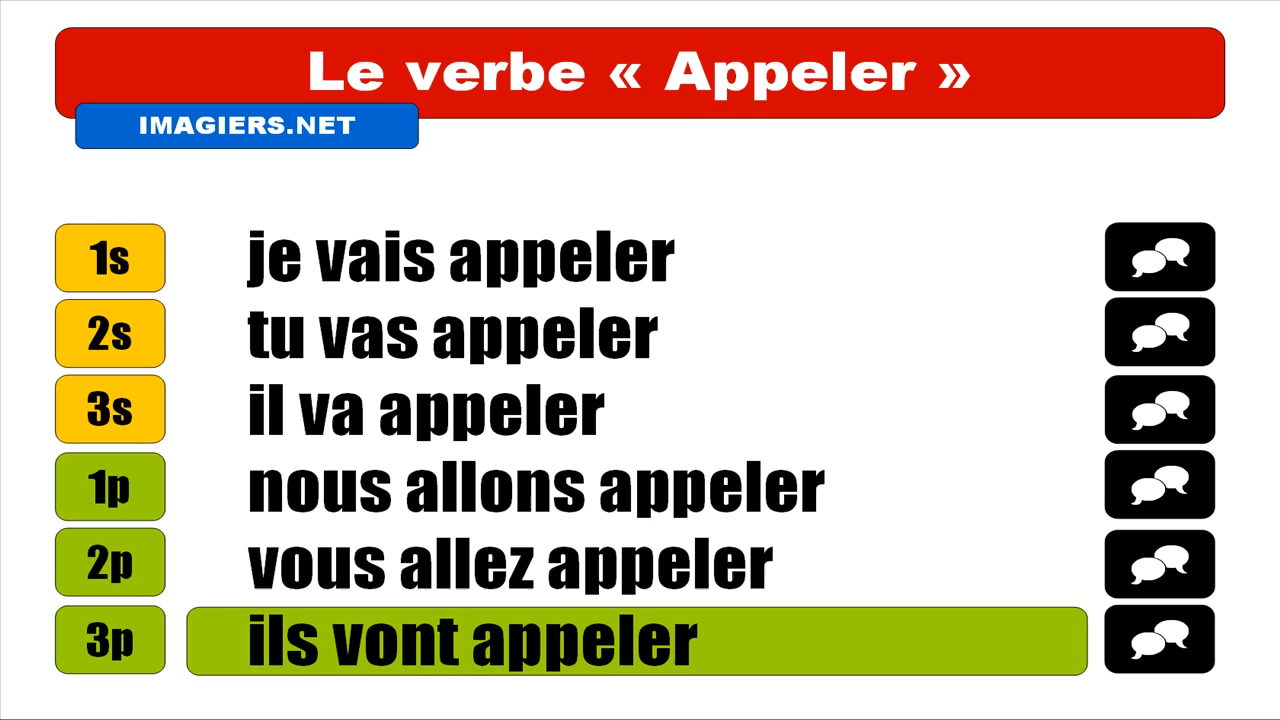 Le verbe « Appeler »
IMAGIERS.NET
1s je vais appeler
2s tu vas appeler
3s il va appeler
1p nous allons appeler
2p vous allez appeler
3p ils vont appeler